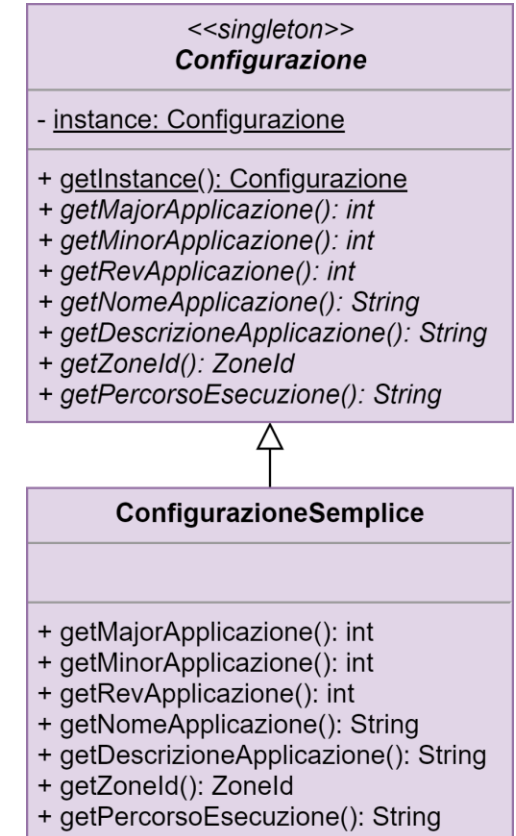 <<singleton>>
Configurazione
- instance: Configurazione
+ getInstance(): Configurazione
+ getMajorApplicazione(): int
+ getMinorApplicazione(): int
+ getRevApplicazione(): int
+ getNomeApplicazione(): String
+ getDescrizioneApplicazione(): String
+ getZoneId(): ZoneId
+ getPercorsoEsecuzione(): String
ConfigurazioneSemplice
+ getMajorApplicazione(): int
+ getMinorApplicazione(): int
+ getRevApplicazione(): int
+ getNomeApplicazione(): String
+ getDescrizioneApplicazione(): String
+ getZoneId(): ZoneId
+ getPercorsoEsecuzione(): String